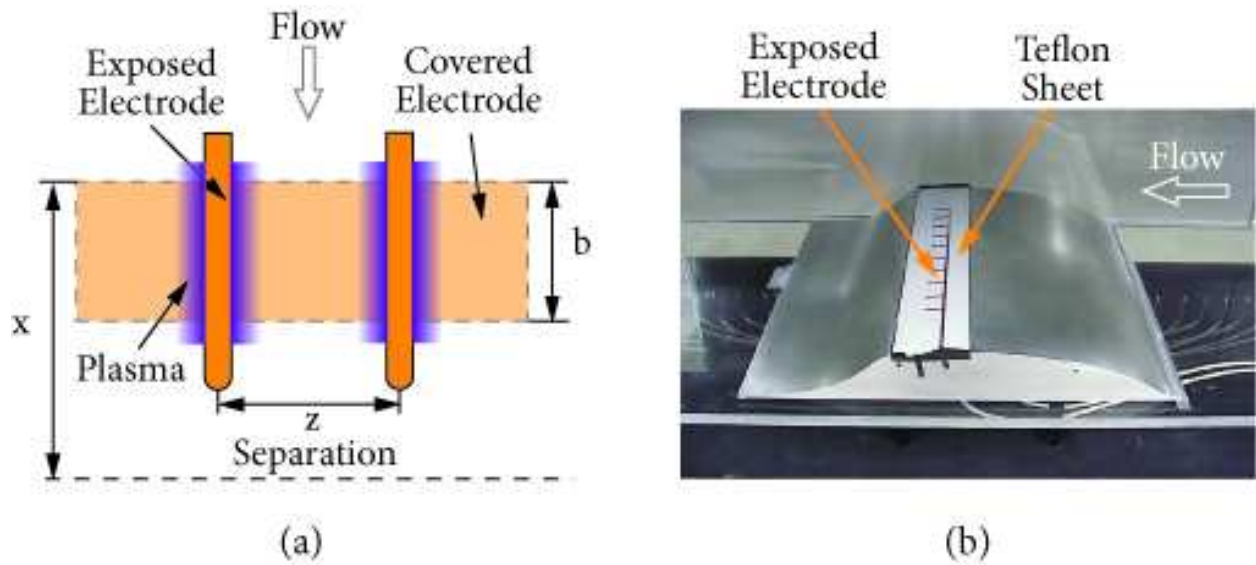 Flow
Exposed
Electrode
Covered
Electrode
b
x
Plasma
z
Separation
(a)
Exposed
Electrode
Teflon
Sheet
Flow
(b)